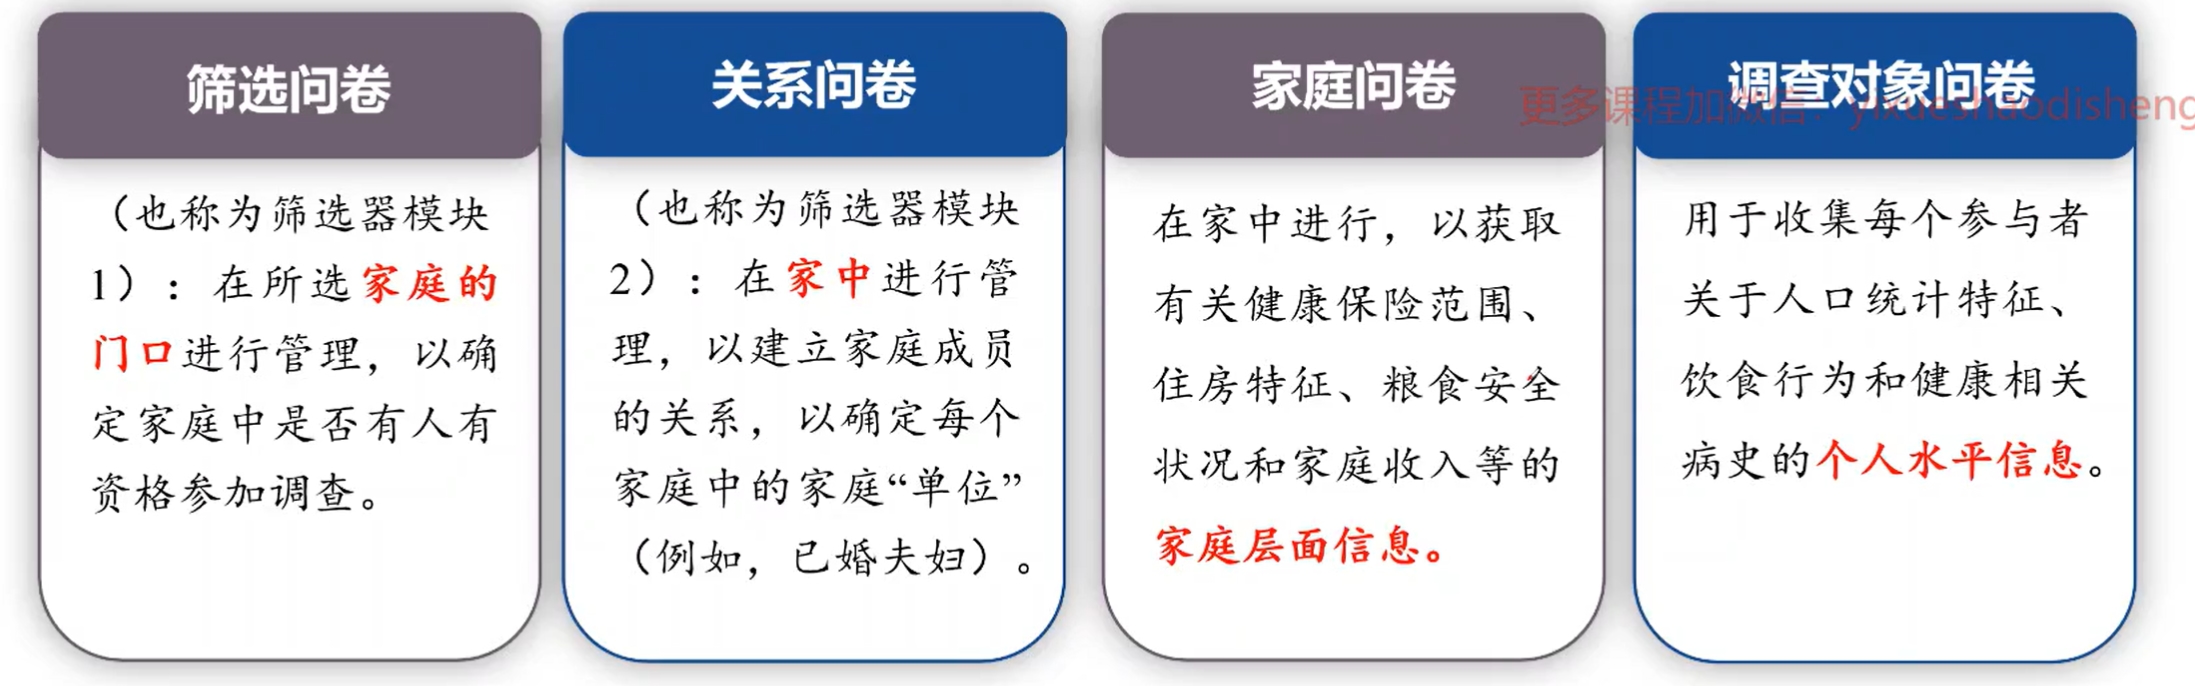 筛选问卷
（也称为筛选器模块
1）：在所选家庭的
门口进行管理，以确
定家庭中是否有人有
资格参加调查。
关系问卷
（也称为筛选器模块
2）：在家中进行管
理，以建立家庭成员
的关系，以确定每个
家庭中的家庭“单位”
（例如，已婚夫妇）。
家庭问卷
在家中进行，以获取
有关健康保险范围、
住房特征、粮食安全
状况和家庭收入等的
家庭层面信息。
调查对象问卷
用于收集每个参与者
关于人口统计特征、
饮食行为和健康相关
病史的个人水平信息。
更多课程加微信：yixueshaodisheng